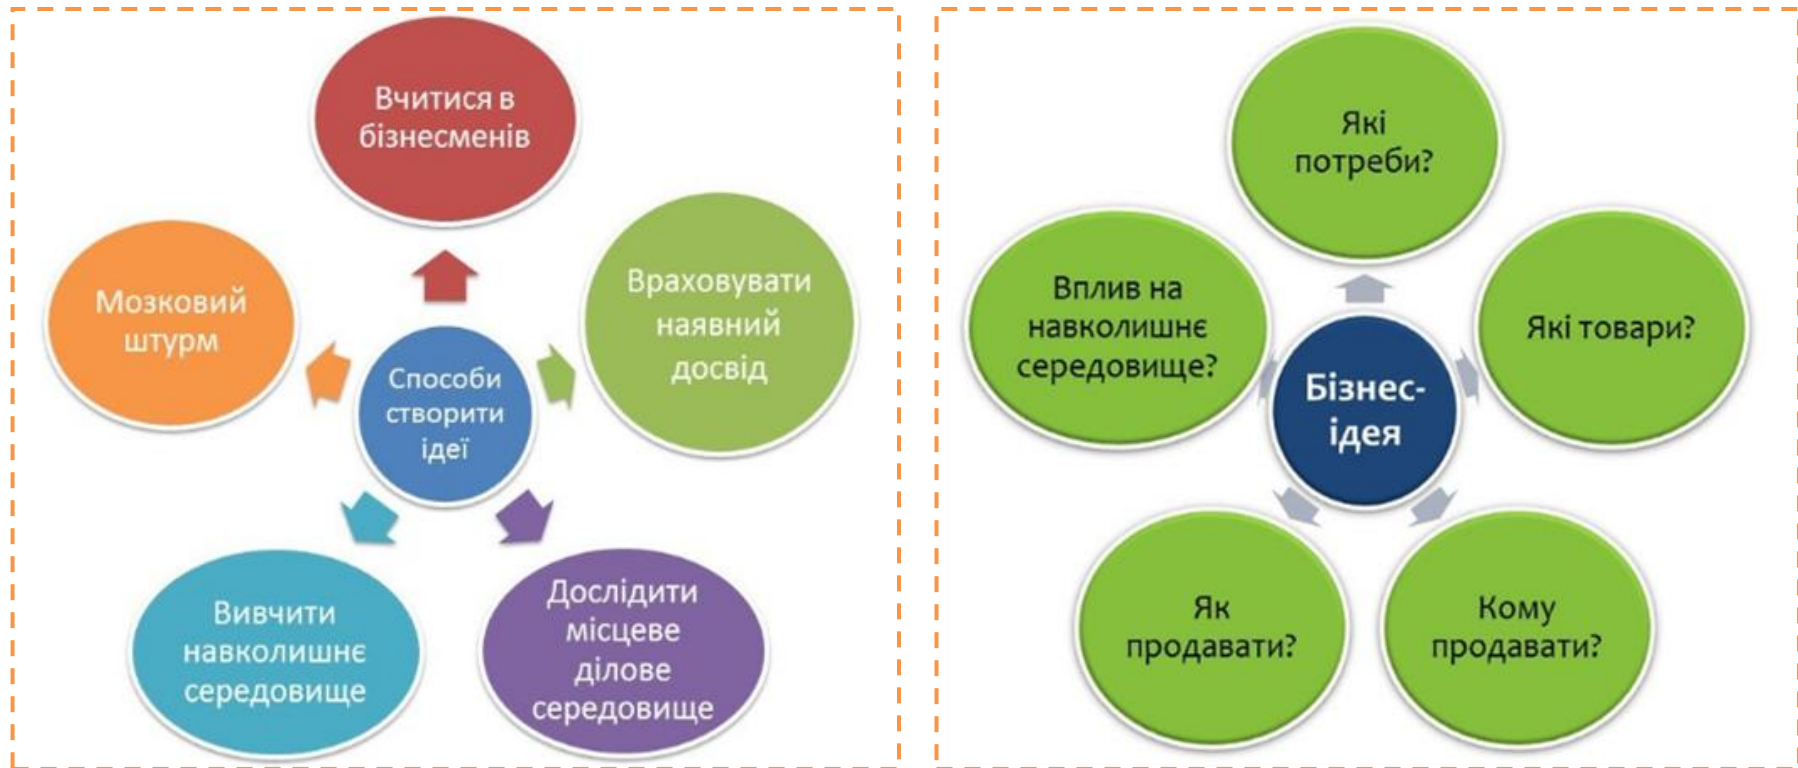 Вчитися в
бізнесменів
Враховувати
наявний
досвід
Дослідити
місцеве
ділове
середовище
Вивчити
навколишнє
середовище
Мозковий
штурм
Способи
створити
ідеї
Які
потреби?
Які товари?
Кому
продавати?
Як
продавати?
Вплив на
навколишнє
середовище?
Бізнес-
ідея